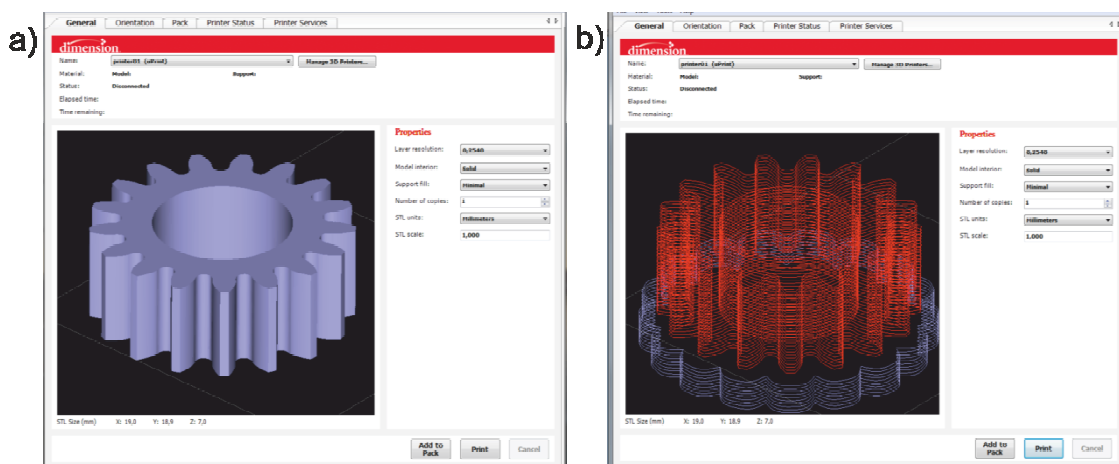 a)
General Orientation Pack Printer Status Printer Services
dimension
Name: printer01 (uPrint) Manage 3D Printers...
Material: Model: Support:
Status: Disconnected
Elapsed time:
Time remaining:
Properties
Layer resolution: 0,2540
Model interior: Solid
Support fill: Minimal
Number of copies: 1
STL units: Millimeters
STL scale: 1,000
STL Size (mm) X: 19,0 Y: 18,9 Z: 7,0
Add to
Pack
Print Cancel
b)
General Orientation Pack Printer Status Printer Services
dimension
Name: printer01 (uPrint) Manage 3D Printers...
Material: Model: Support:
Status: Disconnected
Elapsed time:
Time remaining:
Properties
Layer resolution: 0,2540
Model interior: Solid
Support fill: Minimal
Number of copies: 1
STL units: Millimeters
STL scale: 1,000
STL Size (mm) X: 19,0 Y: 18,9 Z: 7,0
Add to
Pack
Print Cancel